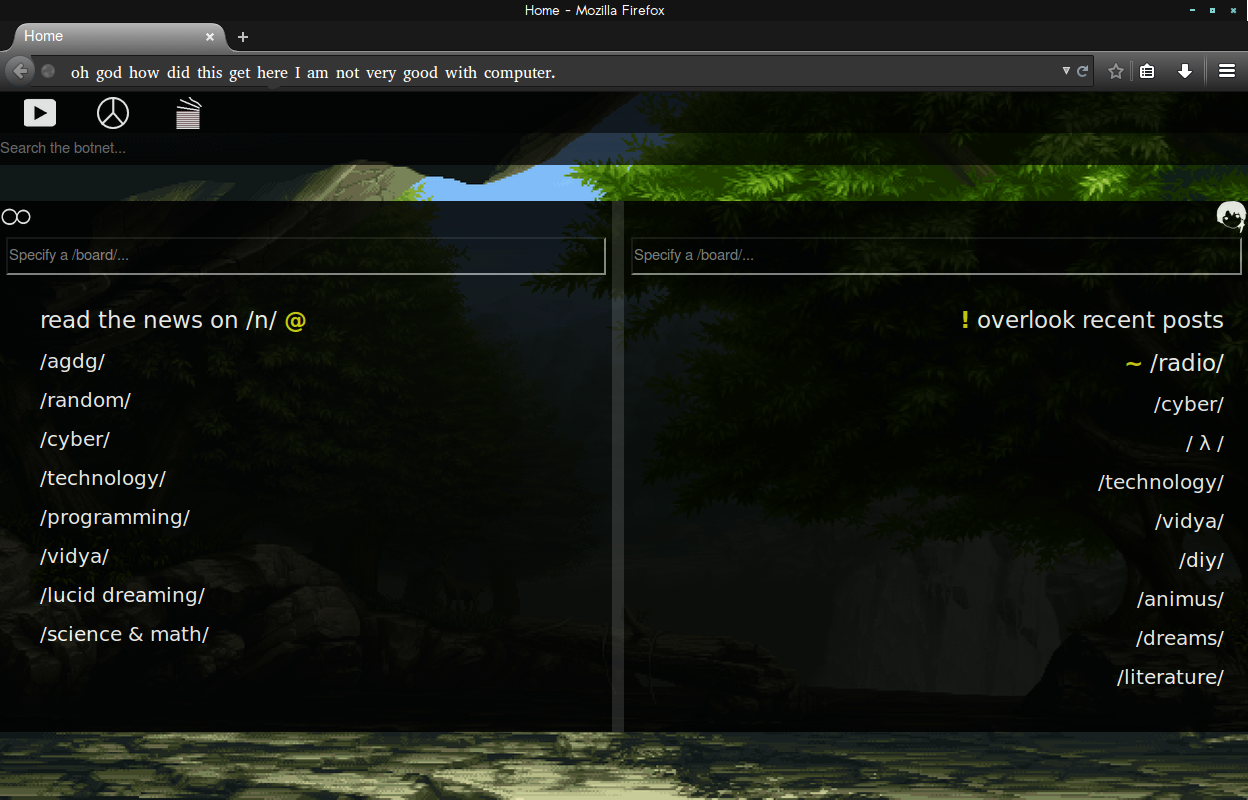 Home - Mozilla Firefox
Home
oh god how did this get here I am not very good with computer.
Search the botnet...
Specify a /board/...
Specify a /board/...
read the news on /n/ @
/agdg/
/random/
/cyber/
/technology/
/programming/
/vidya/
/lucid dreaming/
/science & math/
! overlook recent posts
~ /radio/
/cyber/
/ λ /
/technology/
/vidya/
/diy/
/animus/
/dreams/
/literature/